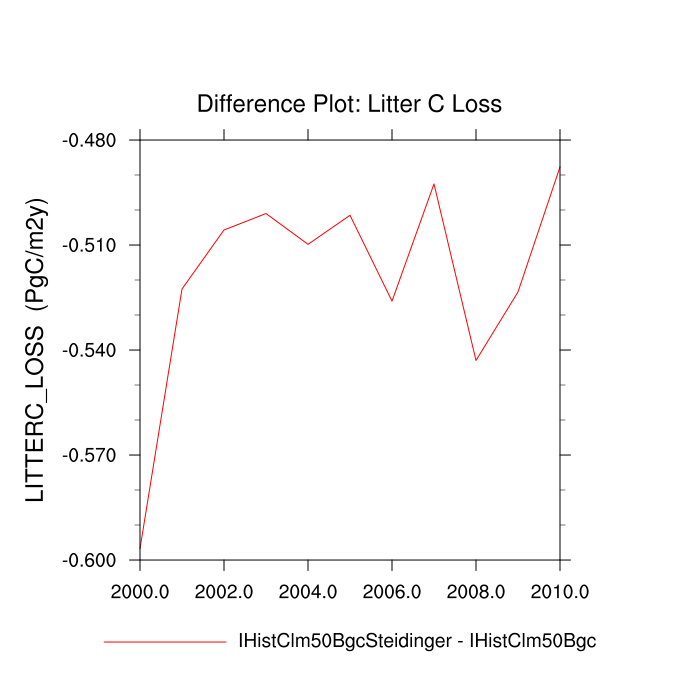 Difference Plot: Litter C Loss
LITTERC_LOSS (PgC/m2y)
-0.480
-0.510
-0.540
-0.570
-0.600
2000.0 2002.0 2004.0 2006.0 2008.0 2010.0
IHistClm50BgcSteidinger - IHistClm50Bgc